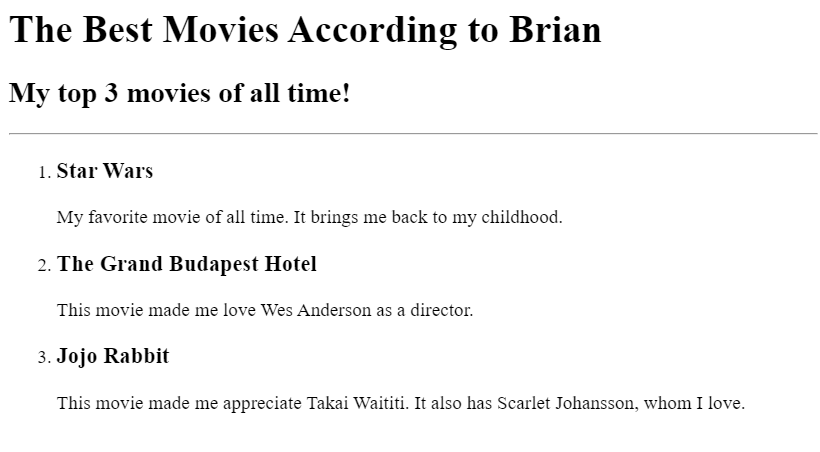 The Best Movies According to Brian
My top 3 movies of all time!
1. Star Wars
My favorite movie of all time. It brings me back to my childhood.
2. The Grand Budapest Hotel
This movie made me love Wes Anderson as a director.
3. Jojo Rabbit
This movie made me appreciate Takai Waititi. It also has Scarlet Johansson, whom I love.